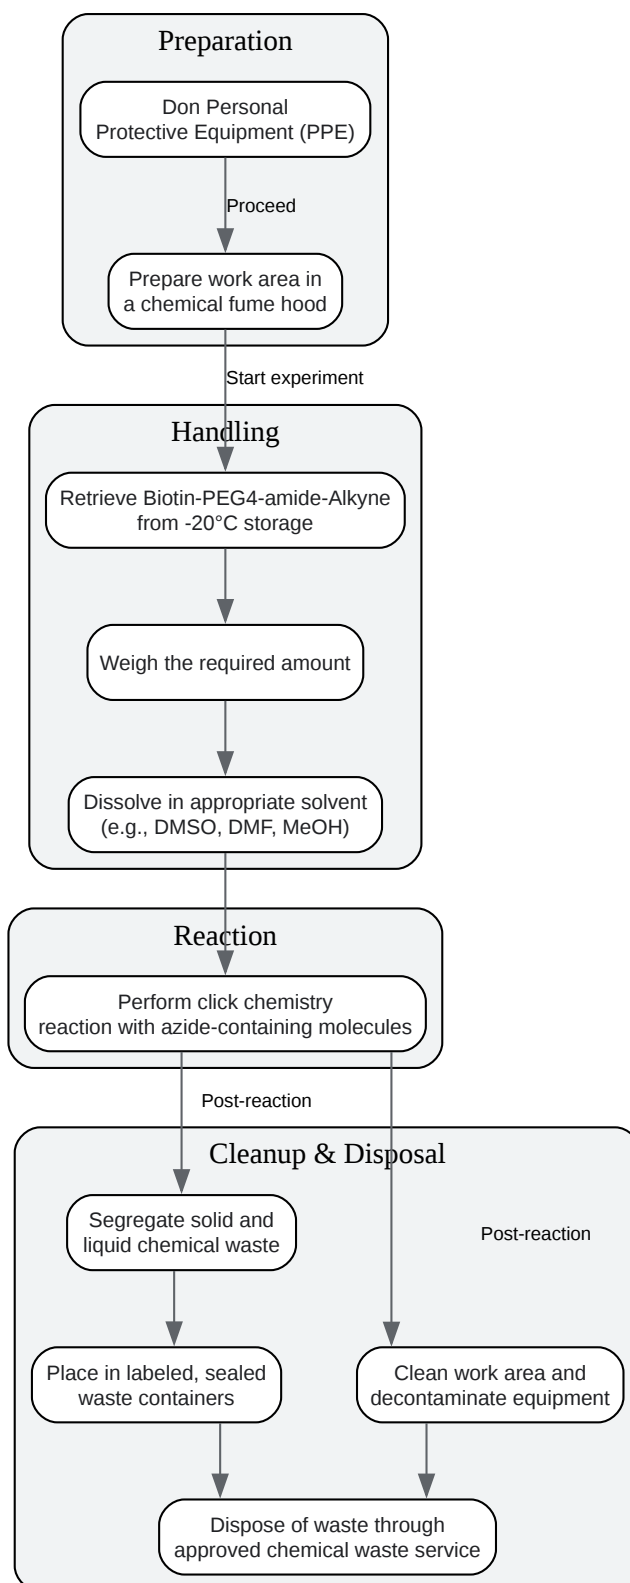 Preparation
Don Personal
Protective Equipment (PPE)
Proceed
Prepare work area in
a chemical fume hood
Start experiment
Handling
Retrieve Biotin-PEG4-amide-Alkyne
from -20°C storage
Weigh the required amount
Dissolve in appropriate solvent
(e.g., DMSO, DMF, MeOH)
Reaction
Perform click chemistry
reaction with azide-containing molecules
Post-reaction
Cleanup & Disposal
Segregate solid and
liquid chemical waste
Post-reaction
Place in labeled, sealed
waste containers
Clean work area and
decontaminate equipment
Dispose of waste through
approved chemical waste service